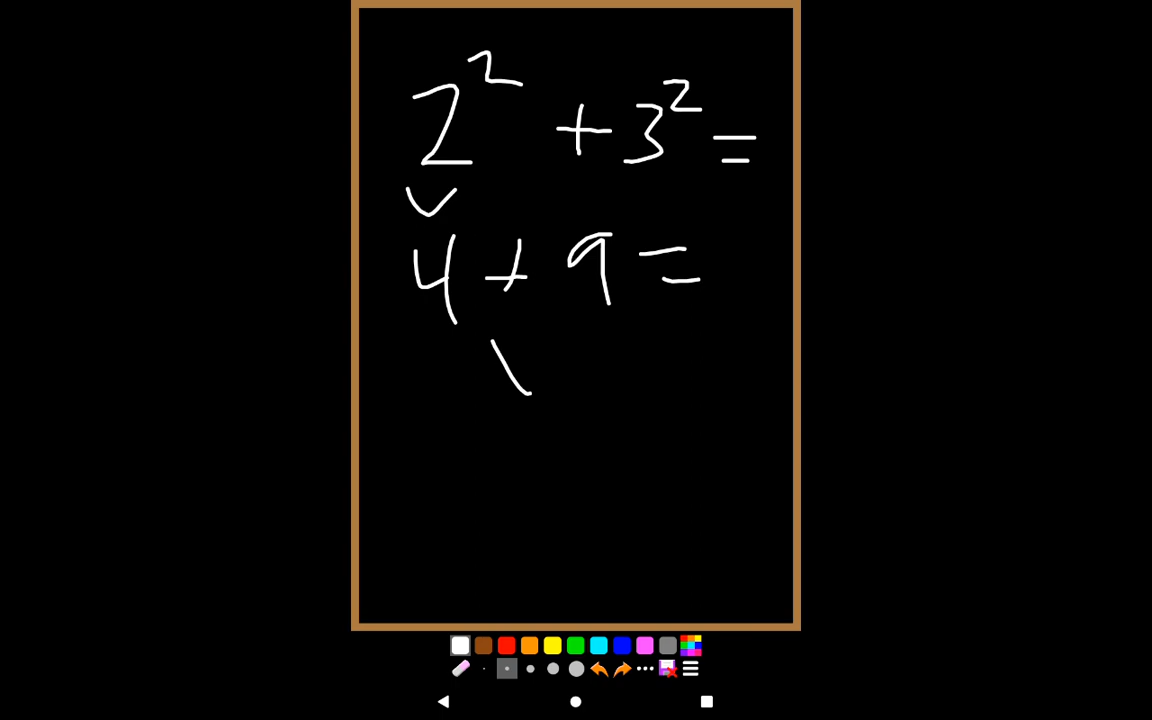 2² + 3² =
4 + 9 =
\